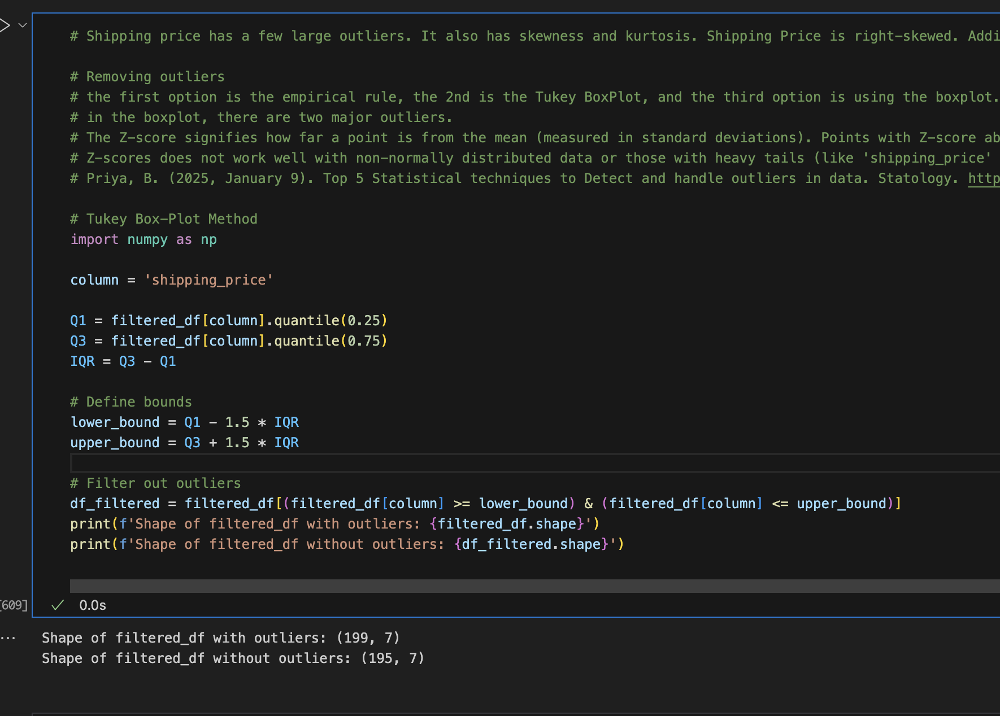 # Shipping price has a few large outliers. It also has skewness and kurtosis. Shipping Price is right-skewed. Addi
# Removing outliers
# the first option is the empirical rule, the 2nd is the Tukey BoxPlot, and the third option is using the boxplot.
# in the boxplot, there are two major outliers.
# The Z-score signifies how far a point is from the mean (measured in standard deviations). Points with Z-score ab
# Z-scores does not work well with non-normally distributed data or those with heavy tails (like 'shipping_price'
# Priya, B. (2025, January 9). Top 5 Statistical techniques to Detect and handle outliers in data. Statology. http
# Tukey Box-Plot Method
import numpy as np
column = 'shipping_price'
Q1 = filtered_df[column].quantile(0.25)
Q3 = filtered_df[column].quantile(0.75)
IQR = Q3 - Q1
# Define bounds
lower_bound = Q1 - 1.5 * IQR
upper_bound = Q3 + 1.5 * IQR
# Filter out outliers
df_filtered = filtered_df[(filtered_df[column] >= lower_bound) & (filtered_df[column] <= upper_bound)]
print(f'Shape of filtered_df with outliers: {filtered_df.shape}')
print(f'Shape of filtered_df without outliers: {df_filtered.shape}')
[609]
0.0s
... Shape of filtered_df with outliers: (199, 7)
Shape of filtered_df without outliers: (195, 7)